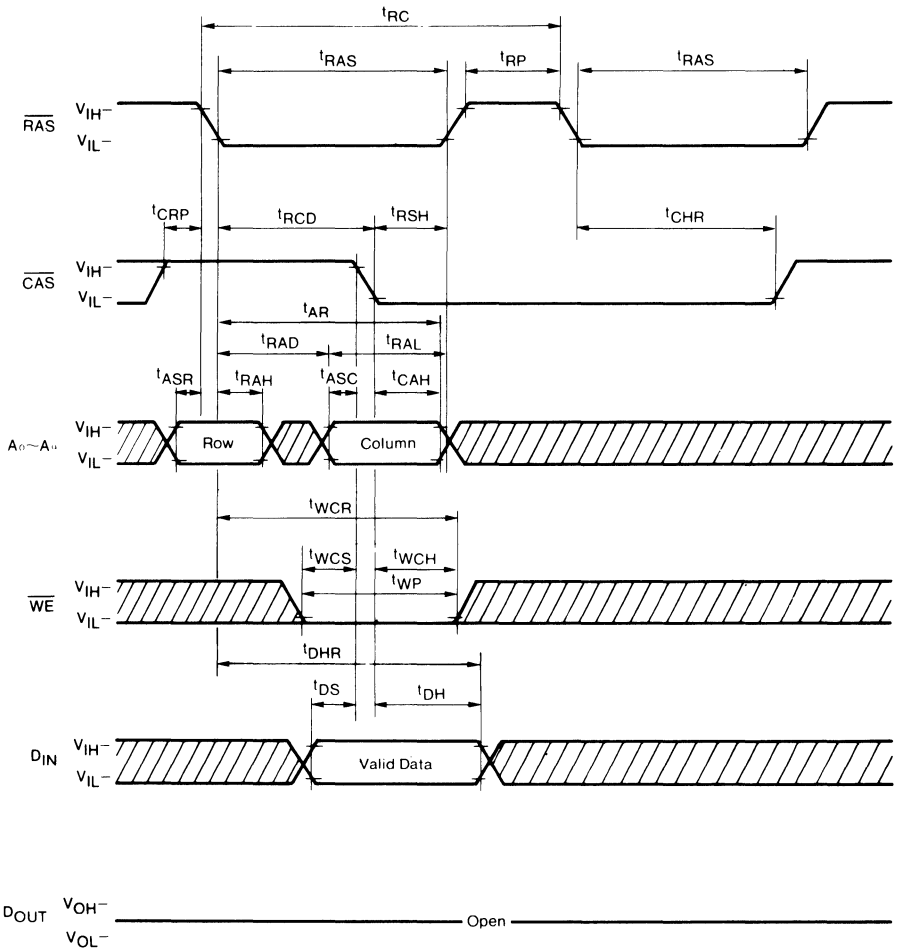 tRC
tRAS tRP tRAS
RAS VIH–
VIL–
tCRP tRCD tRSH tCHR
CAS VIH–
VIL–
tAR
tRAD tRAL
tASR tRAH tASC tCAH
VIH– Row Column
VIL–
tWCR
tWCS tWCH
tWP
WE VIH–
VIL–
tDHR
tDS tDH
DIN VIH– Valid Data
VIL–
DOUT VOH–
Open
VOL–